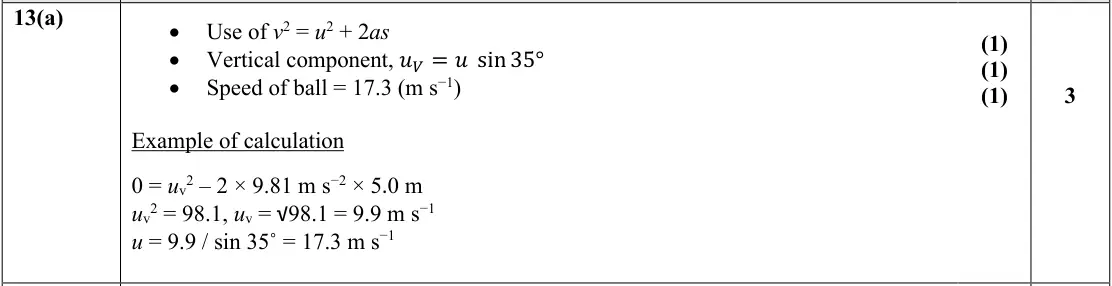 13(a)
• Use of v² = u² + 2as
(1)
• Vertical component, u_V = u sin 35°
(1)
• Speed of ball = 17.3 (m s⁻¹)
(1)
3
Example of calculation
0 = u_v² – 2 × 9.81 m s⁻² × 5.0 m
u_v² = 98.1, u_v = √98.1 = 9.9 m s⁻¹
u = 9.9 / sin 35˚ = 17.3 m s⁻¹